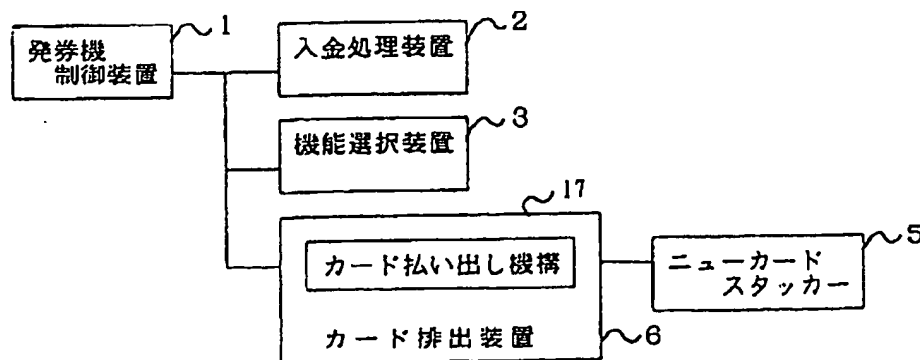 1
発券機
制御装置
2
入金処理装置
3
機能選択装置
17
カード払い出し機構
カード排出装置
6
5
ニューカード
スタッカー